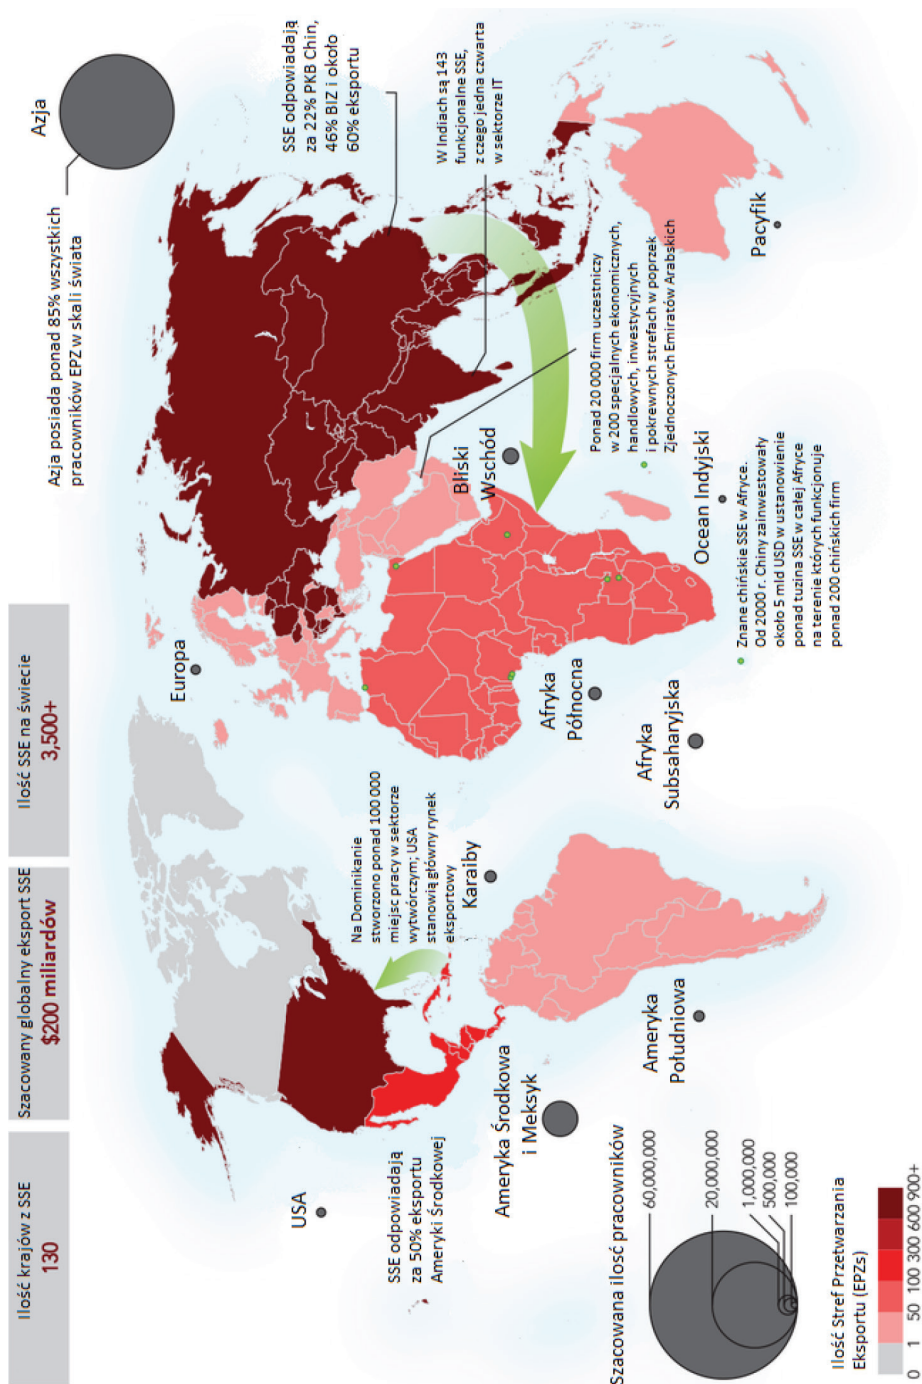 Ilość krajów z SSE
130
Szacowany globalny eksport SSE
$200 miliardów
Ilość SSE na świecie
3,500+
Azja posiada ponad 85% wszystkich
pracowników EPZ w skali świata
Azja
SSE odpowiadają
za 22% PKB Chin,
46% BIZ i około
60% eksportu
W Indiach są 143
funkcjonalne SSE,
z czego jedna czwarta
w sektorze IT
Europa
USA
Na Dominikanie
stworzono ponad 100 000
miejsc pracy w sektorze
wytwórczym; USA
stanowią główny rynek
eksportowy
Karaiby
SSE odpowiadają
za 50% eksportu
Ameryki Środkowej
Ameryka Środkowa
i Meksyk
Bliski
Wschód
Ponad 20 000 firm uczestniczy
w 200 specjalnych ekonomicznych,
handlowych, inwestycyjnych
i pokrewnych strefach w poprzek
Zjednoczonych Emiratów Arabskich
Afryka
Północna
Afryka
Subsaharyjska
Ocean Indyjski
Pacyfik
Znane chińskie SSE w Afryce.
Od 2000 r. Chiny zainwestowały
około 5 mld USD w ustanowienie
ponad tuzina SSE w całej Afryce
na terenie których funkcjonuje
ponad 200 chińskich firm
Ameryka
Południowa
Szacowana ilosć pracowników
60,000,000
20,000,000
1,000,000
500,000
100,000
Ilość Stref Przetwarzania
Eksportu (EPZs)
0 1 50 100 300 600 900+